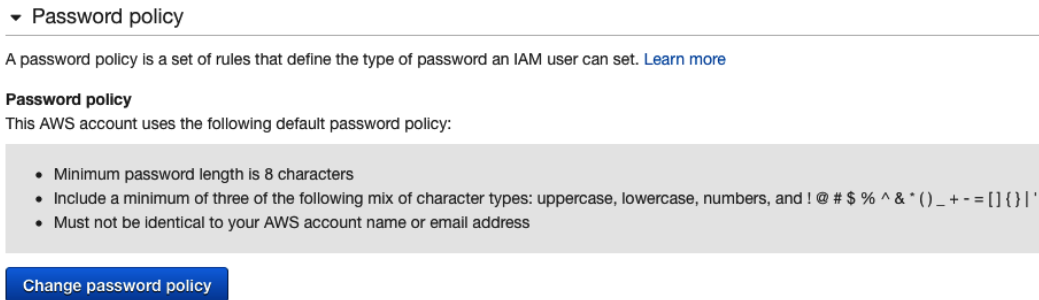 Password policy
A password policy is a set of rules that define the type of password an IAM user can set. Learn more
Password policy
This AWS account uses the following default password policy:
• Minimum password length is 8 characters
• Include a minimum of three of the following mix of character types: uppercase, lowercase, numbers, and ! @ # $ % ^ & * ( ) _ + - = [ ] { } | '
• Must not be identical to your AWS account name or email address
Change password policy